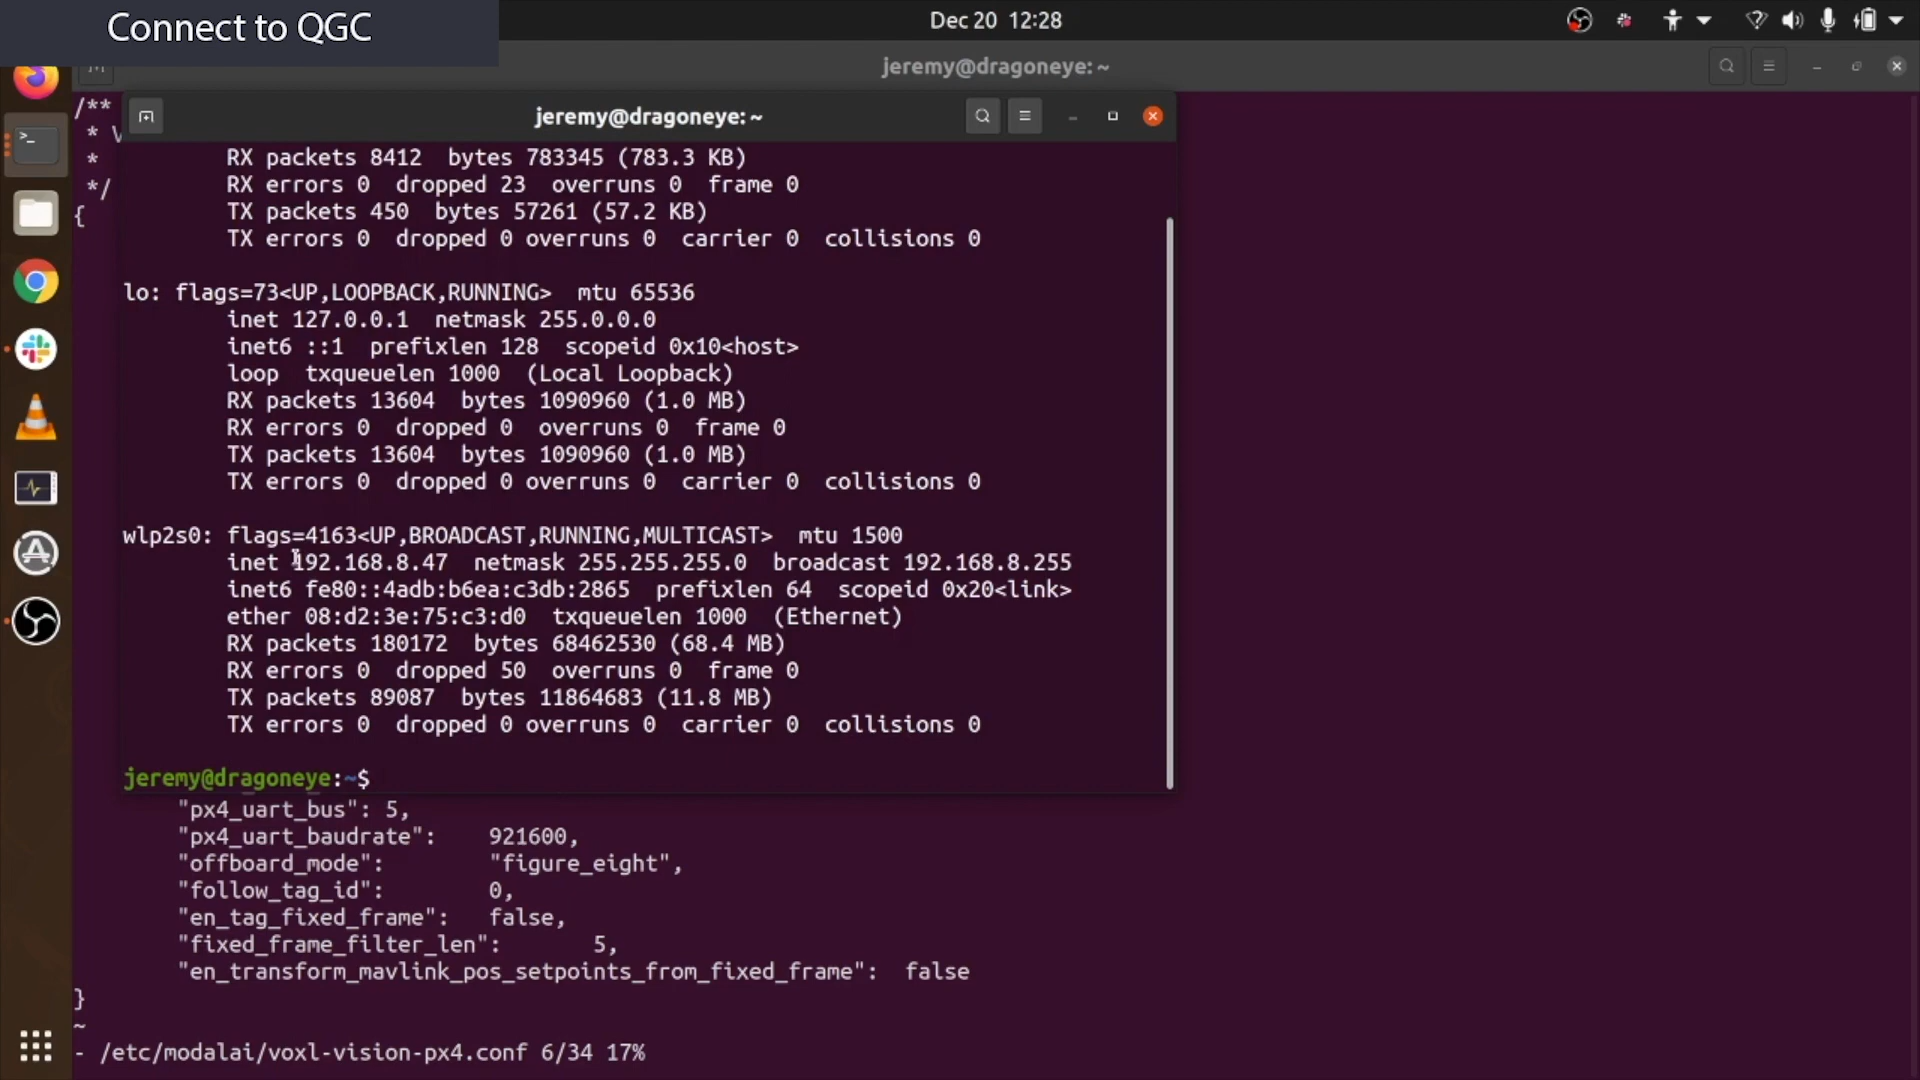 Connect to QGC
Dec 20 12:28
jeremy@dragoneye: ~
/**
* V
*
*/
{
jeremy@dragoneye: ~
RX packets 8412  bytes 783345 (783.3 KB)
RX errors 0  dropped 23  overruns 0  frame 0
TX packets 450  bytes 57261 (57.2 KB)
TX errors 0  dropped 0 overruns 0  carrier 0  collisions 0
lo: flags=73<UP,LOOPBACK,RUNNING>  mtu 65536
inet 127.0.0.1  netmask 255.0.0.0
inet6 ::1  prefixlen 128  scopeid 0x10<host>
loop  txqueuelen 1000  (Local Loopback)
RX packets 13604  bytes 1090960 (1.0 MB)
RX errors 0  dropped 0  overruns 0  frame 0
TX packets 13604  bytes 1090960 (1.0 MB)
TX errors 0  dropped 0 overruns 0  carrier 0  collisions 0
wlp2s0: flags=4163<UP,BROADCAST,RUNNING,MULTICAST>  mtu 1500
inet 192.168.8.47  netmask 255.255.255.0  broadcast 192.168.8.255
inet6 fe80::4adb:b6ea:c3db:2865  prefixlen 64  scopeid 0x20<link>
ether 08:d2:3e:75:c3:d0  txqueuelen 1000  (Ethernet)
RX packets 180172  bytes 68462530 (68.4 MB)
RX errors 0  dropped 50  overruns 0  frame 0
TX packets 89087  bytes 11864683 (11.8 MB)
TX errors 0  dropped 0 overruns 0  carrier 0  collisions 0
jeremy@dragoneye:~$
"px4_uart_bus": 5,
"px4_uart_baudrate":    921600,
"offboard_mode":        "figure_eight",
"follow_tag_id":        0,
"en_tag_fixed_frame":   false,
"fixed_frame_filter_len":       5,
"en_transform_mavlink_pos_setpoints_from_fixed_frame":  false
}
~
- /etc/modalai/voxl-vision-px4.conf 6/34 17%